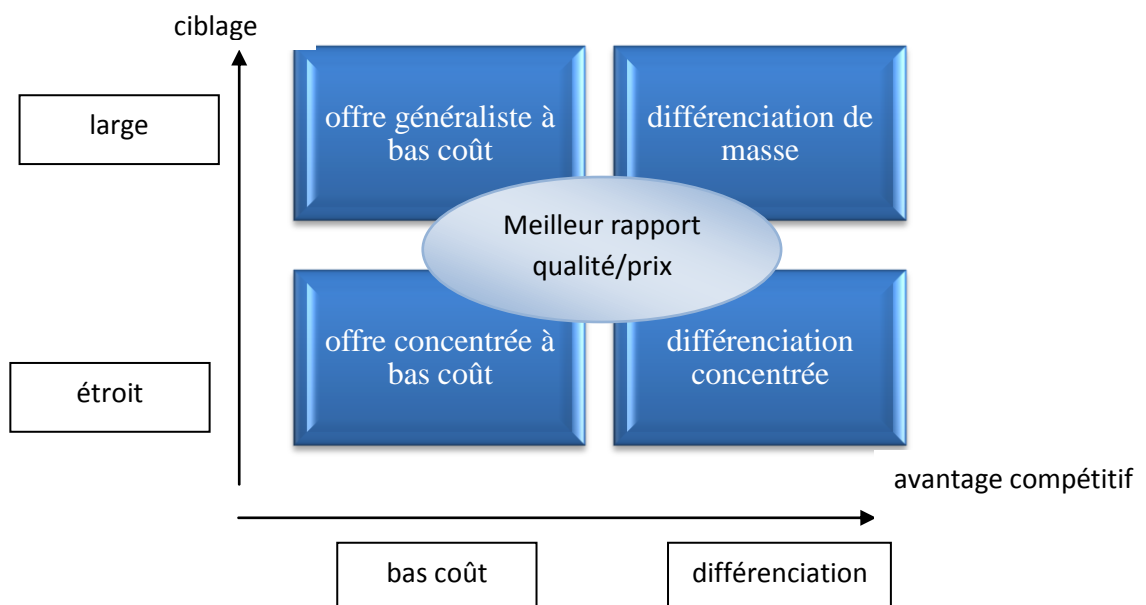 ciblage
large
offre généraliste à
bas coût
différenciation de
masse
Meilleur rapport
qualité/prix
étroit
offre concentrée à
bas coût
différenciation
concentrée
avantage compétitif
bas coût
différenciation